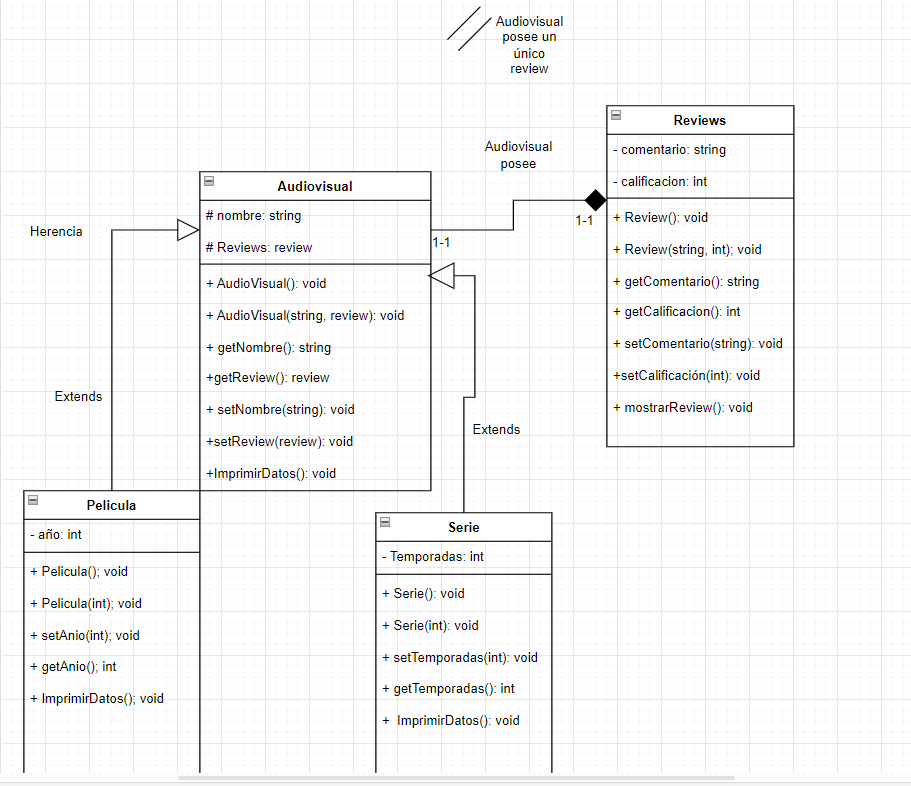 Audiovisual
posee un
único
review
Reviews
- comentario: string
- calificacion: int
+ Review(): void
+ Review(string, int); void
+ getComentario(): string
+ getCalificacion(): int
+ setComentario(string): void
+setCalificación(int): void
+ mostrarReview(): void
Audiovisual
posee
1-1
1-1
Audiovisual
# nombre: string
# Reviews: review
+ AudioVisual(): void
+ AudioVisual(string, review): void
+ getNombre(): string
+getReview(): review
+ setNombre(string): void
+setReview(review): void
+ImprimirDatos(): void
Herencia
Extends
Extends
Pelicula
- año: int
+ Pelicula(); void
+ Pelicula(int); void
+ setAnio(int); void
+ getAnio(); int
+ ImprimirDatos(); void
Serie
- Temporadas: int
+ Serie(): void
+ Serie(int): void
+ setTemporadas(int): void
+ getTemporadas(): int
+ ImprimirDatos(): void